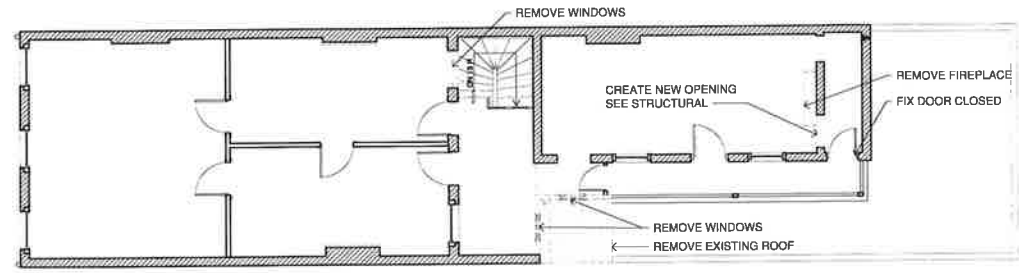 REMOVE WINDOWS
REMOVE FIREPLACE
CREATE NEW OPENING
SEE STRUCTURAL
FIX DOOR CLOSED
REMOVE WINDOWS
REMOVE EXISTING ROOF